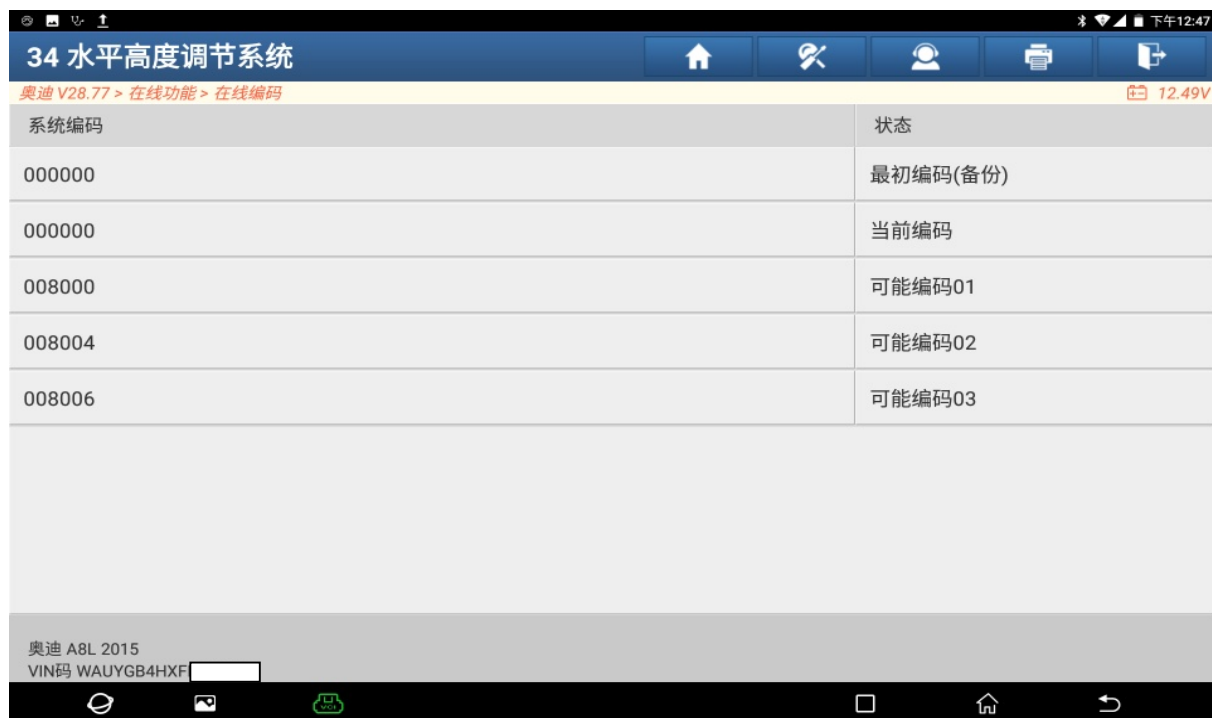 下午12:47
34 水平高度调节系统
奥迪 V28.77 > 在线功能 > 在线编码 12.49V
系统编码 状态
000000 最初编码(备份)
000000 当前编码
008000 可能编码01
008004 可能编码02
008006 可能编码03
奥迪 A8L 2015
VIN码 WAUYGB4HXF
VCI